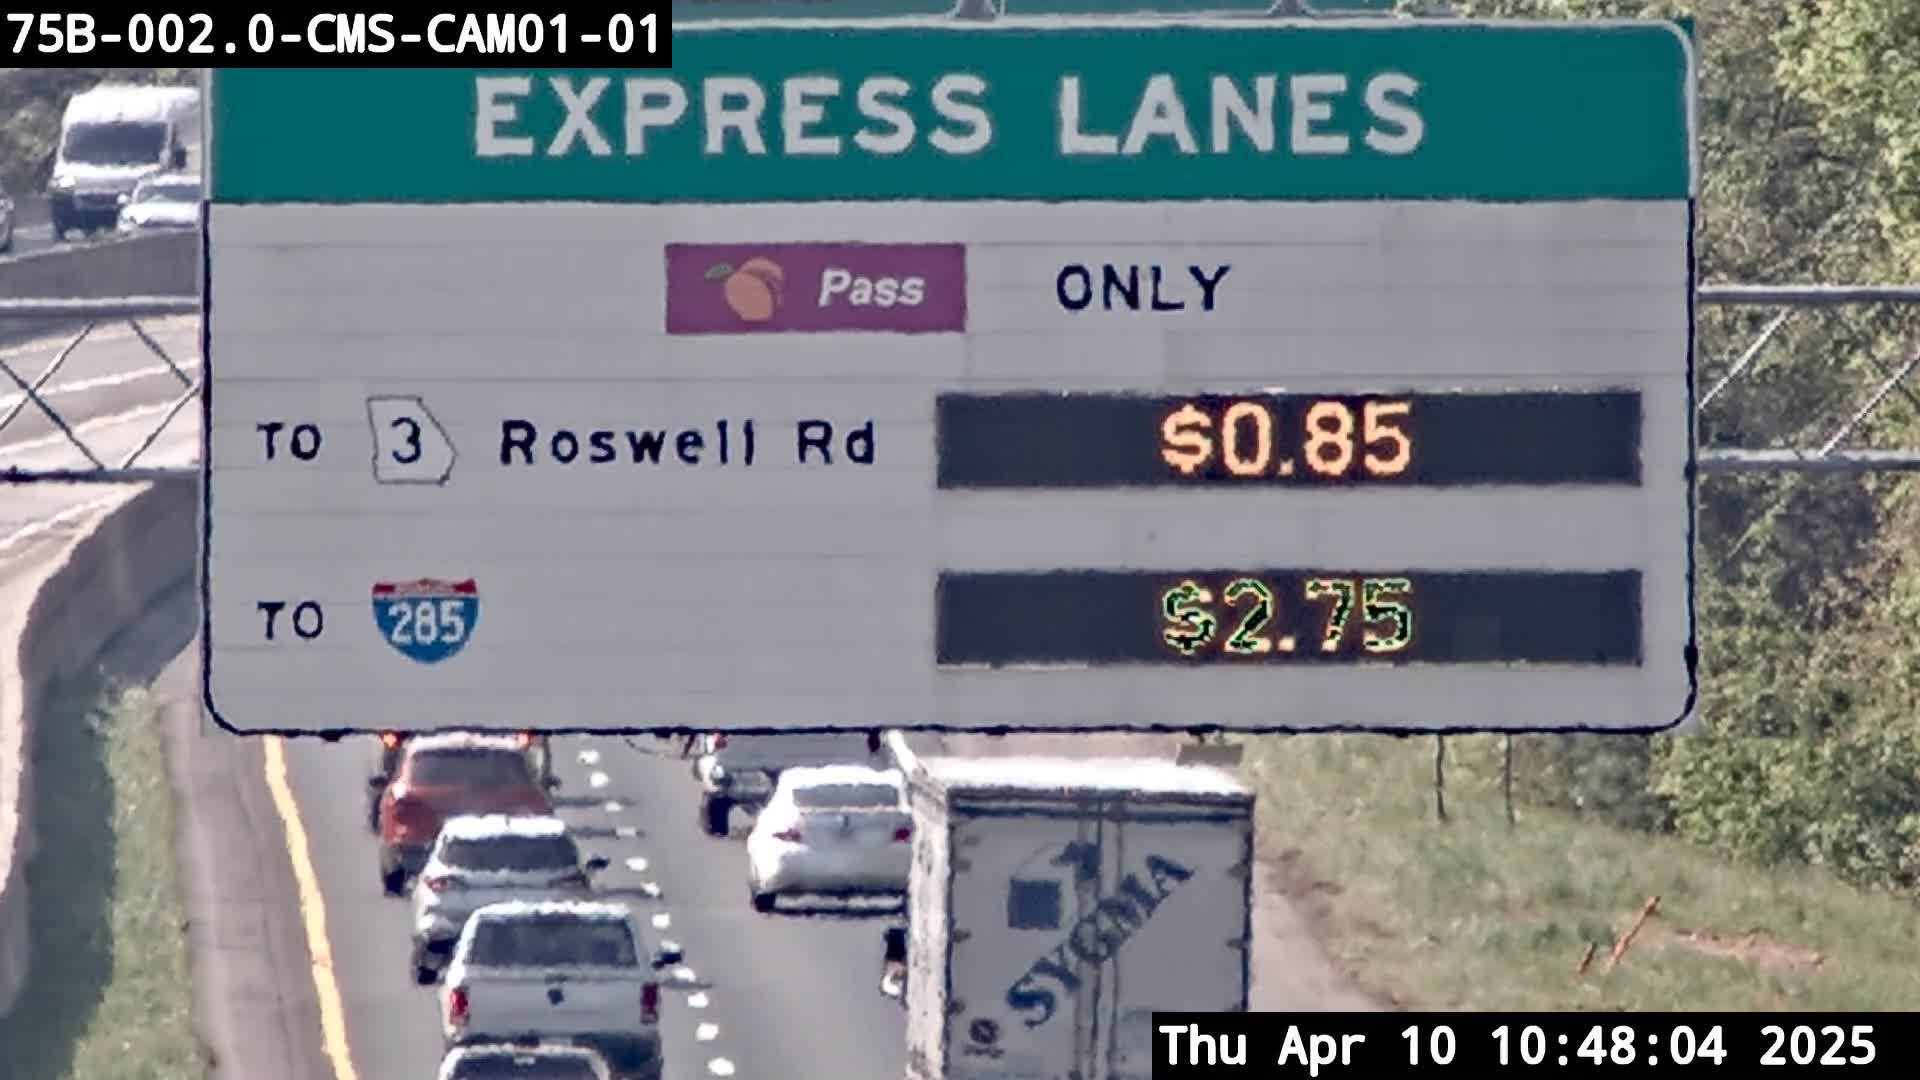 75B-002.0-CMS-CAM01-01
EXPRESS LANES
Pass ONLY
TO 3 Roswell Rd $0.85
TO 285 $2.75
SYGMA
Thu Apr 10 10:48:04 2025